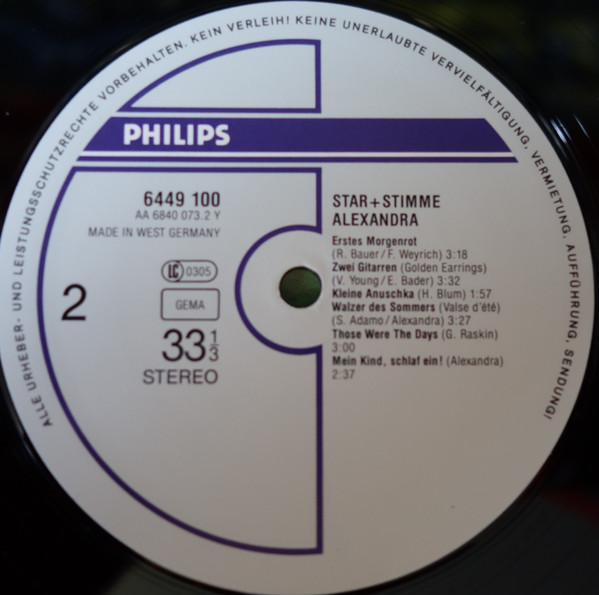 ALLE URHEBER- UND LEISTUNGSSCHUTZRECHTE VORBEHALTEN. KEIN VERLEIH! KEINE UNERLAUBTE VERVIELFÄLTIGUNG, VERMIETUNG, AUFFÜHRUNG, SENDUNG!
PHILIPS
6449 100
AA 6840 073.2 Y
MADE IN WEST GERMANY
LC 0305
GEMA
2
33 1/3
STEREO
STAR+STIMME
ALEXANDRA
Erstes Morgenrot
(R. Bauer/F. Weyrich) 3:18
Zwei Gitarren (Golden Earrings)
(V. Young/E. Bader) 3:32
Kleine Anuschka (H. Blum) 1:57
Walzer des Sommers (Valse d'été)
(S. Adamo/Alexandra) 3:27
Those Were The Days (G. Raskin)
3:00
Mein Kind, schlaf ein! (Alexandra)
2:37